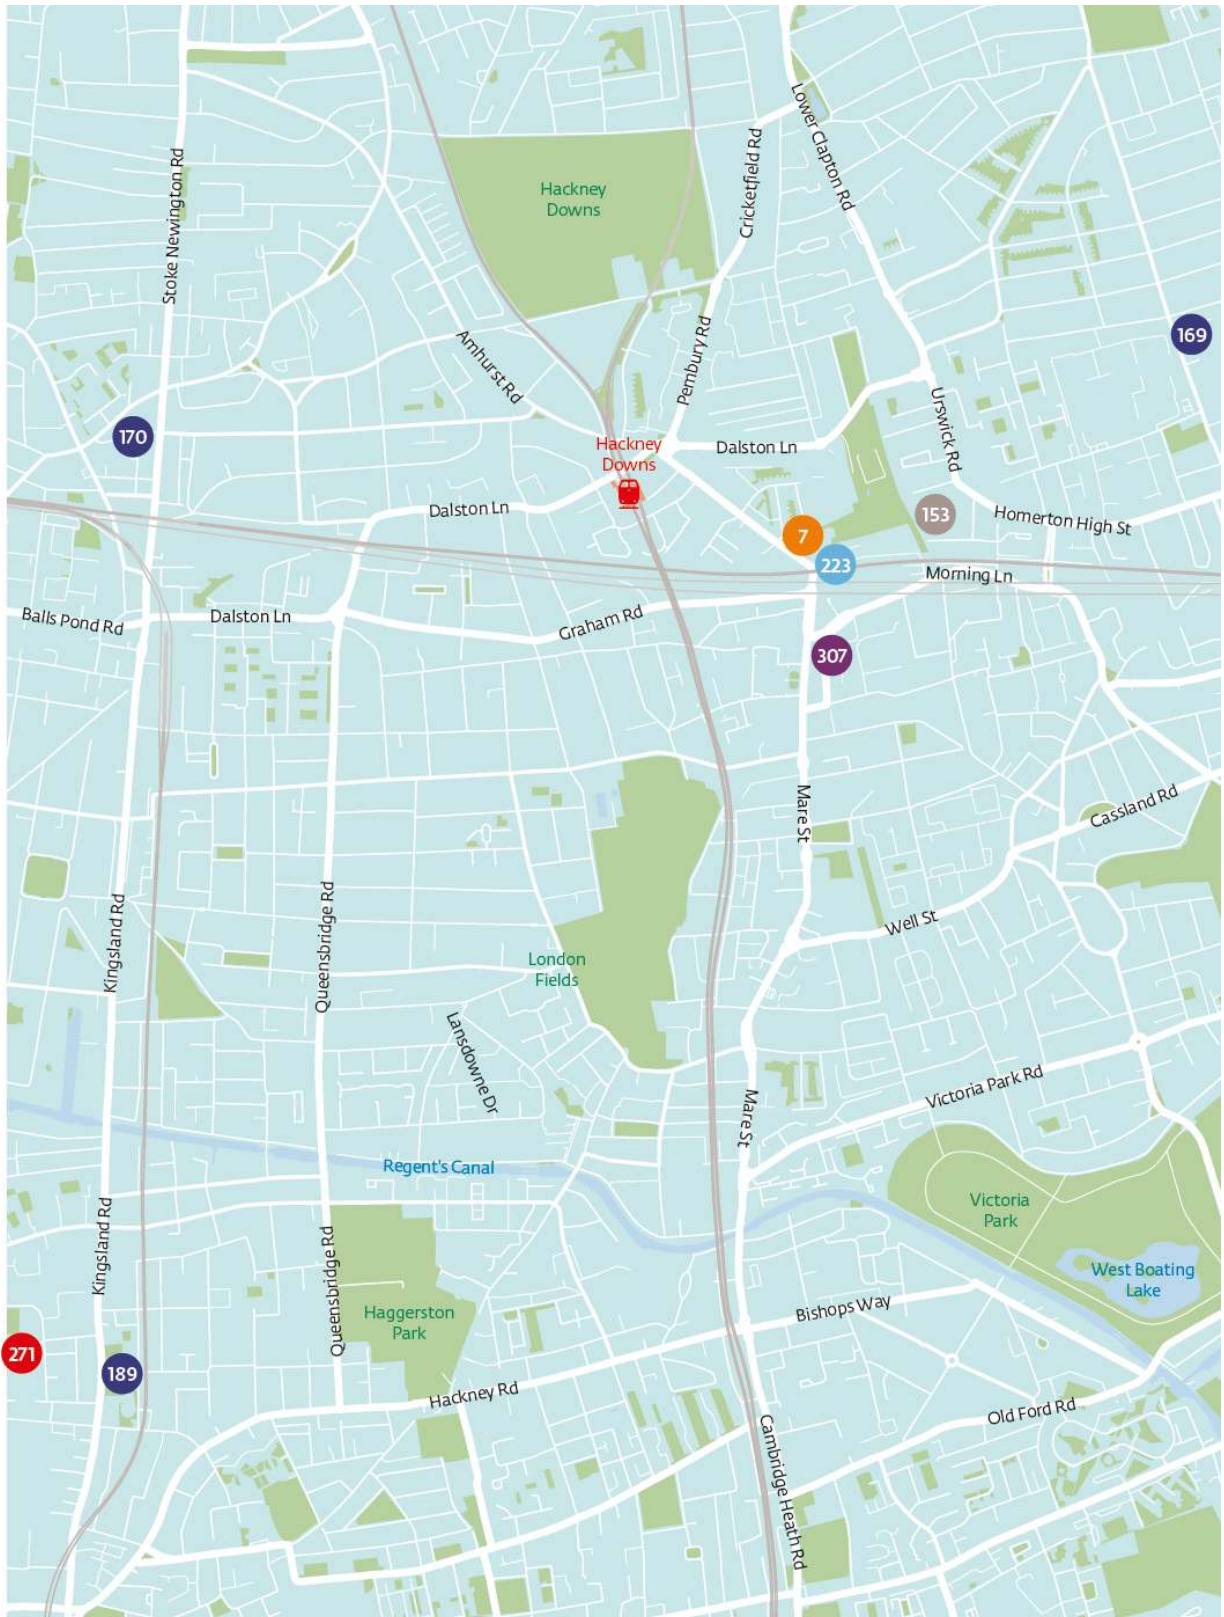 Lower Clapton Rd
Cricketfield Rd
Stoke Newington Rd
Hackney
Downs
169
Pembury Rd
Amhurst Rd
Urswick Rd
170
Hackney
Downs
Dalston Ln
Dalston Ln
153
Homerton High St
7
223
Morning Ln
Balls Pond Rd
Dalston Ln
Graham Rd
307
Mare St
Cassland Rd
Kingsland Rd
Queensbridge Rd
Well St
London
Fields
Lansdowne Dr
Victoria Park Rd
Mare St
Regent's Canal
Victoria
Park
Kingsland Rd
Queensbridge Rd
West Boating
Lake
Haggerston
Park
Bishops Way
271
189
Hackney Rd
Old Ford Rd
Cambridge Heath Rd